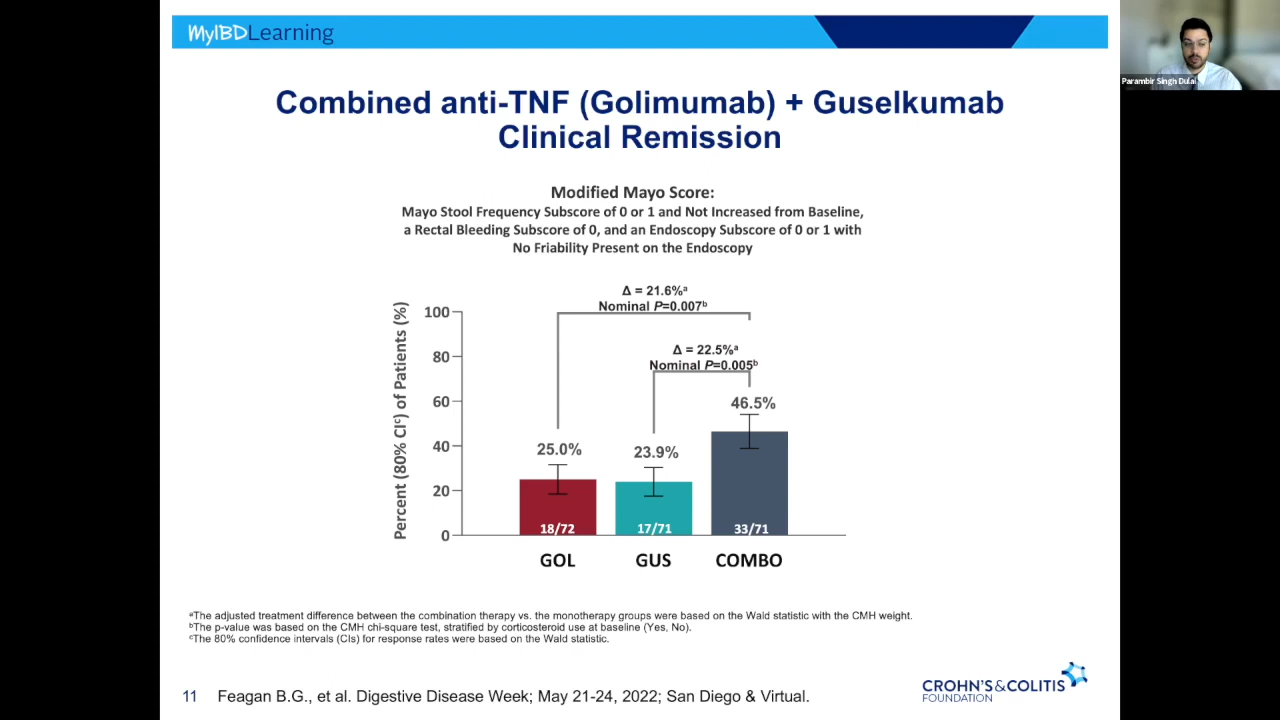 MyIBDLearning
Parambir Singh Dulai
Combined anti-TNF (Golimumab) + Guselkumab
Clinical Remission
Modified Mayo Score:
Mayo Stool Frequency Subscore of 0 or 1 and Not Increased from Baseline,
a Rectal Bleeding Subscore of 0, and an Endoscopy Subscore of 0 or 1 with
No Friability Present on the Endoscopy
Δ = 21.6%ᵃ
Nominal P=0.007ᵇ
Δ = 22.5%ᵃ
Nominal P=0.005ᵇ
Percent (80% CIᶜ) of Patients (%)
100
80
60
40
20
0
25.0%
23.9%
46.5%
18/72
17/71
33/71
GOL
GUS
COMBO
ᵃThe adjusted treatment difference between the combination therapy vs. the monotherapy groups were based on the Wald statistic with the CMH weight.
ᵇThe p-value was based on the CMH chi-square test, stratified by corticosteroid use at baseline (Yes, No).
ᶜThe 80% confidence intervals (CIs) for response rates were based on the Wald statistic.
11 Feagan B.G., et al. Digestive Disease Week; May 21-24, 2022; San Diego & Virtual.
CROHN'S & COLITIS
FOUNDATION